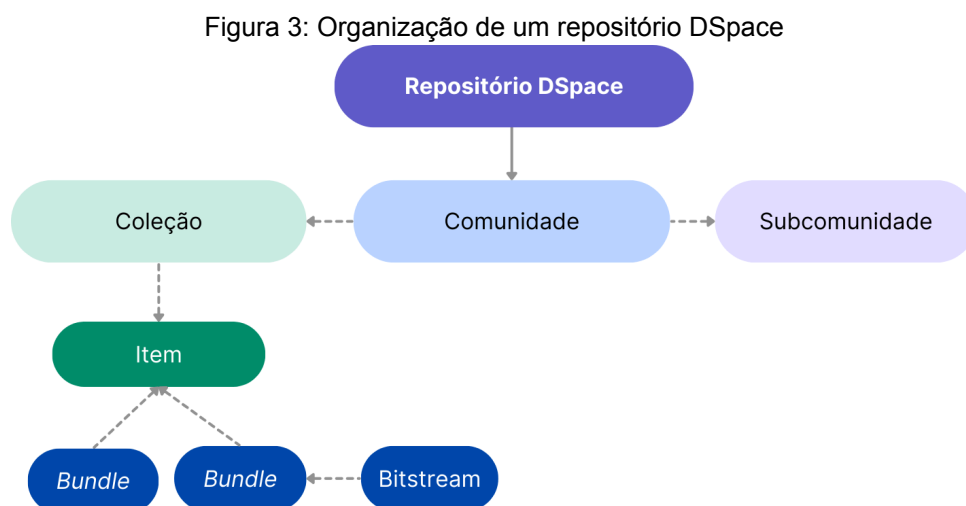 Figura 3: Organização de um repositório DSpace
Repositório DSpace
Coleção
Comunidade
Subcomunidade
Item
Bundle
Bundle
Bitstream